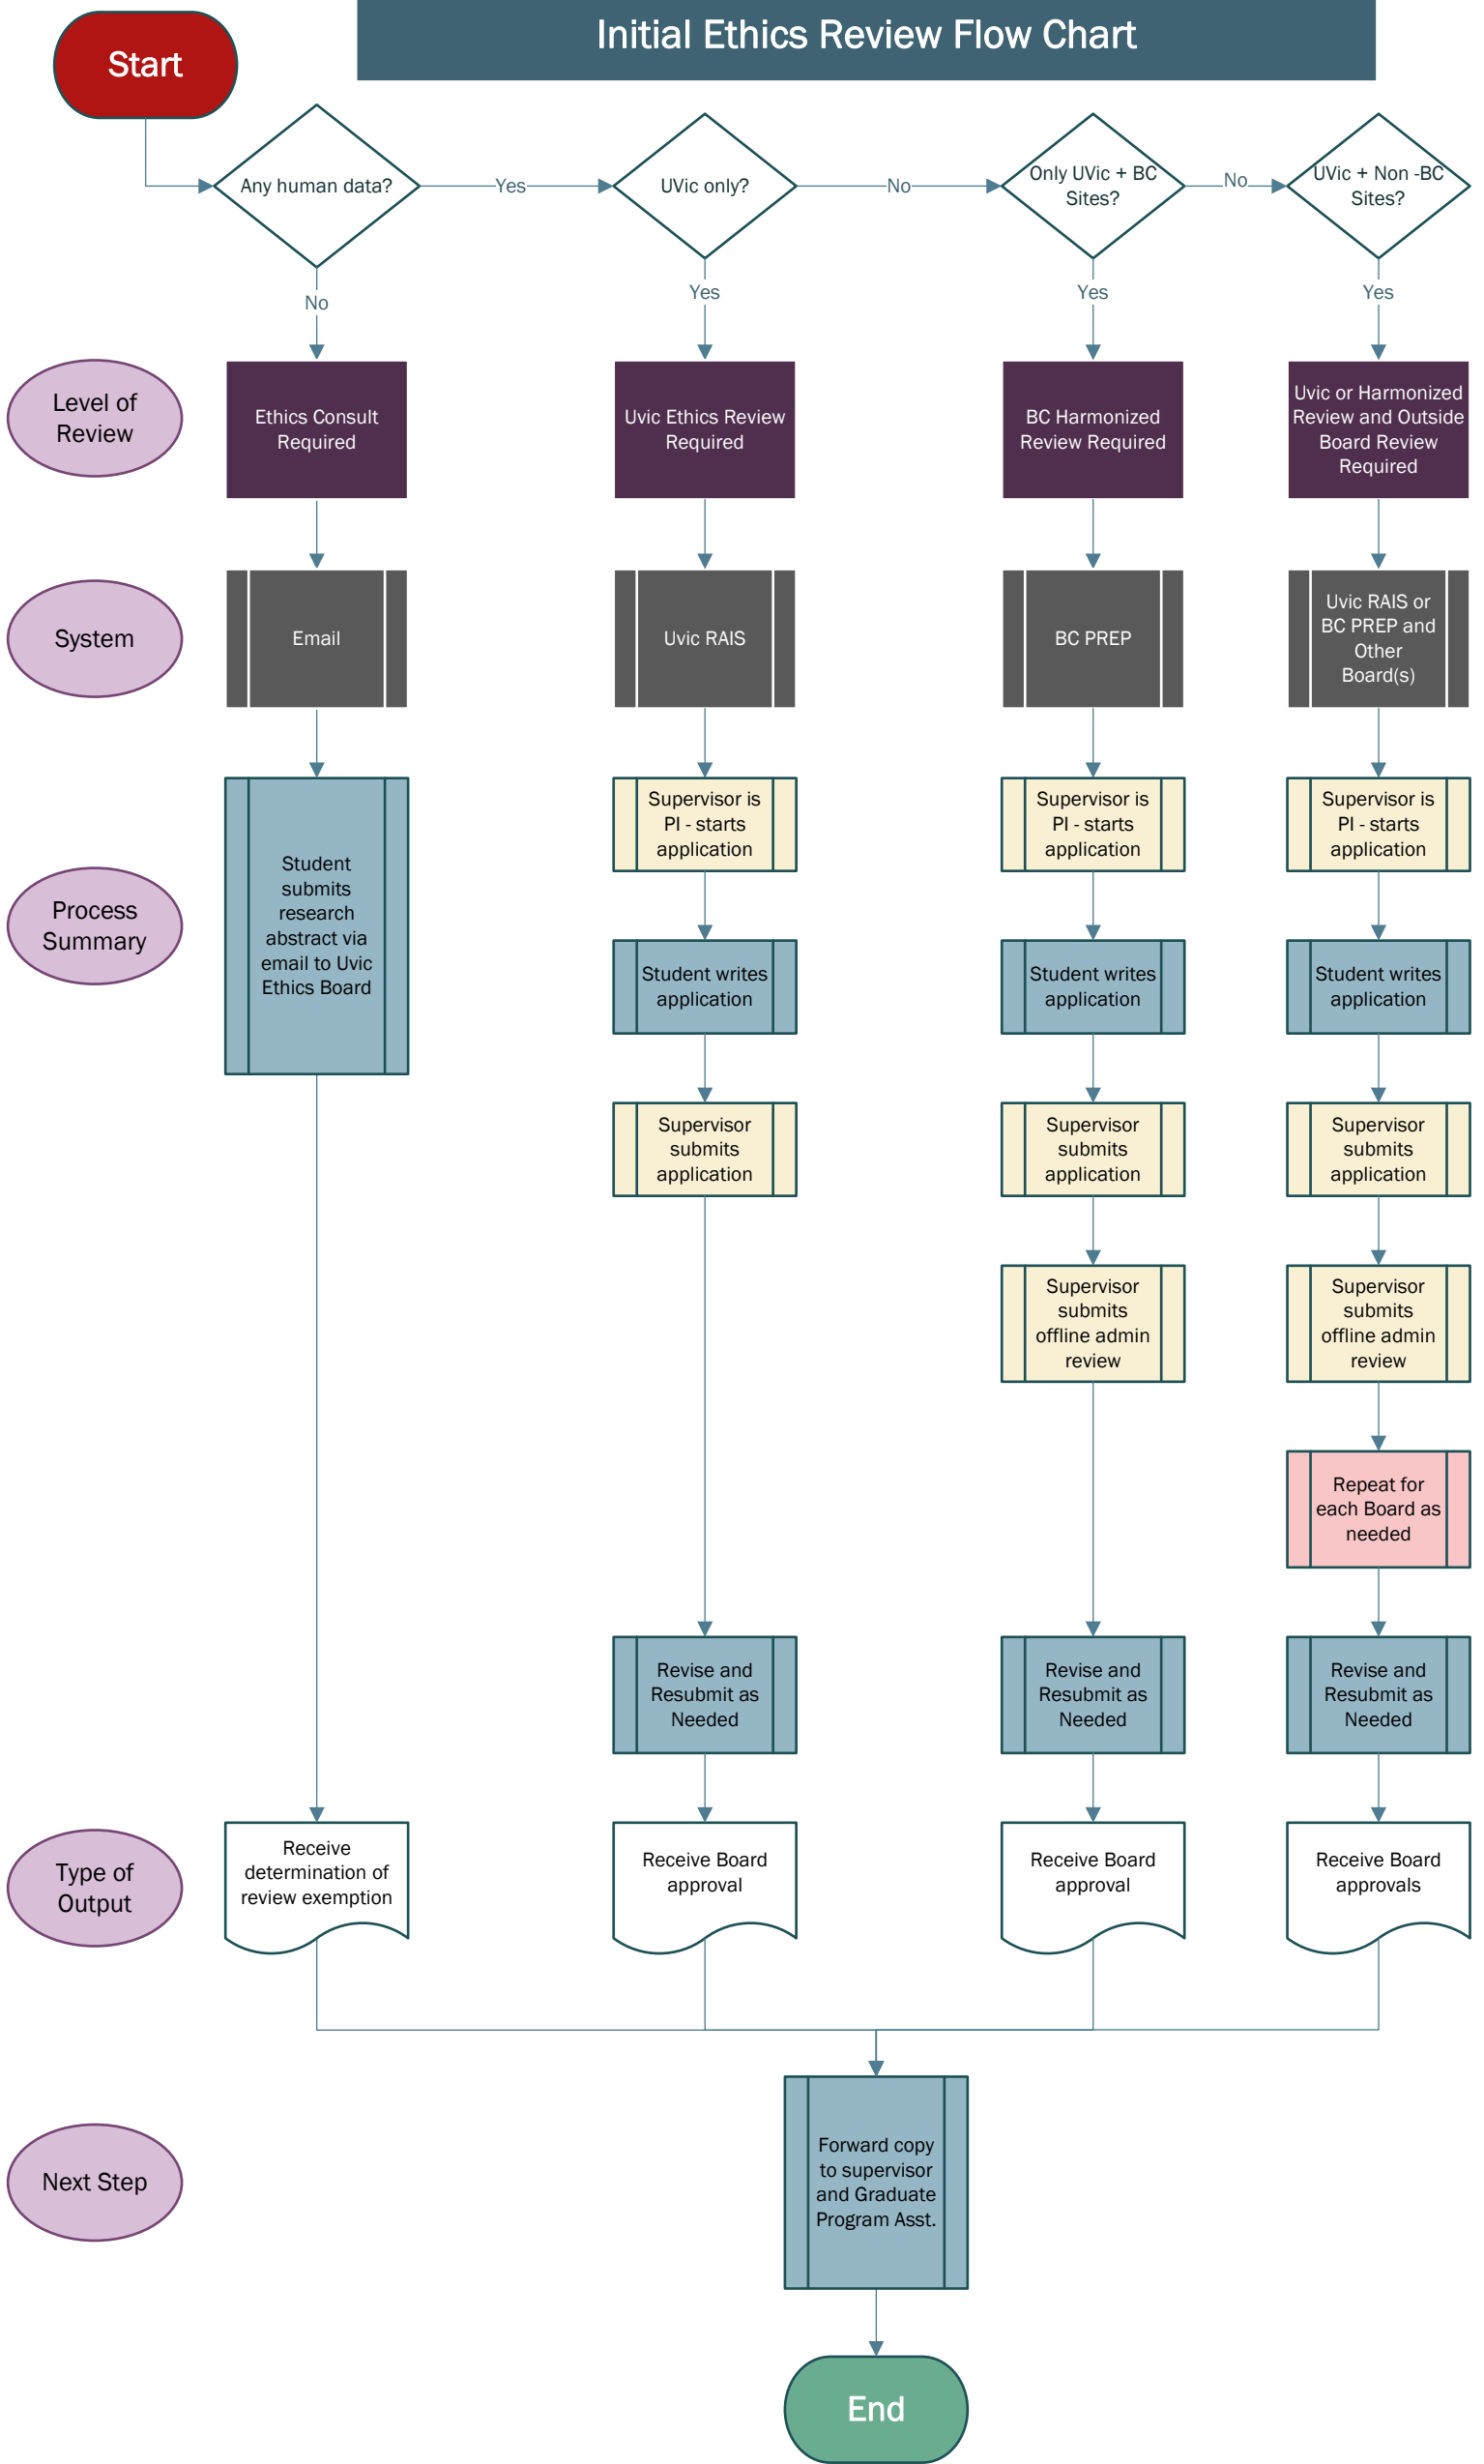 Initial Ethics Review Flow Chart
Start
Any human data?
Yes
UVic only?
No
Only UVic + BC
Sites?
No
UVic + Non -BC
Sites?
No
Yes
Yes
Yes
Level of
Review
Ethics Consult
Required
Uvic Ethics Review
Required
BC Harmonized
Review Required
Uvic or Harmonized
Review and Outside
Board Review
Required
System
Email
Uvic RAIS
BC PREP
Uvic RAIS or
BC PREP and
Other
Board(s)
Process
Summary
Student
submits
research
abstract via
email to Uvic
Ethics Board
Supervisor is
PI - starts
application
Supervisor is
PI - starts
application
Supervisor is
PI - starts
application
Student writes
application
Student writes
application
Student writes
application
Supervisor
submits
application
Supervisor
submits
application
Supervisor
submits
application
Supervisor
submits
offline admin
review
Supervisor
submits
offline admin
review
Repeat for
each Board as
needed
Revise and
Resubmit as
Needed
Revise and
Resubmit as
Needed
Revise and
Resubmit as
Needed
Type of
Output
Receive
determination of
review exemption
Receive Board
approval
Receive Board
approval
Receive Board
approvals
Next Step
Forward copy
to supervisor
and Graduate
Program Asst.
End